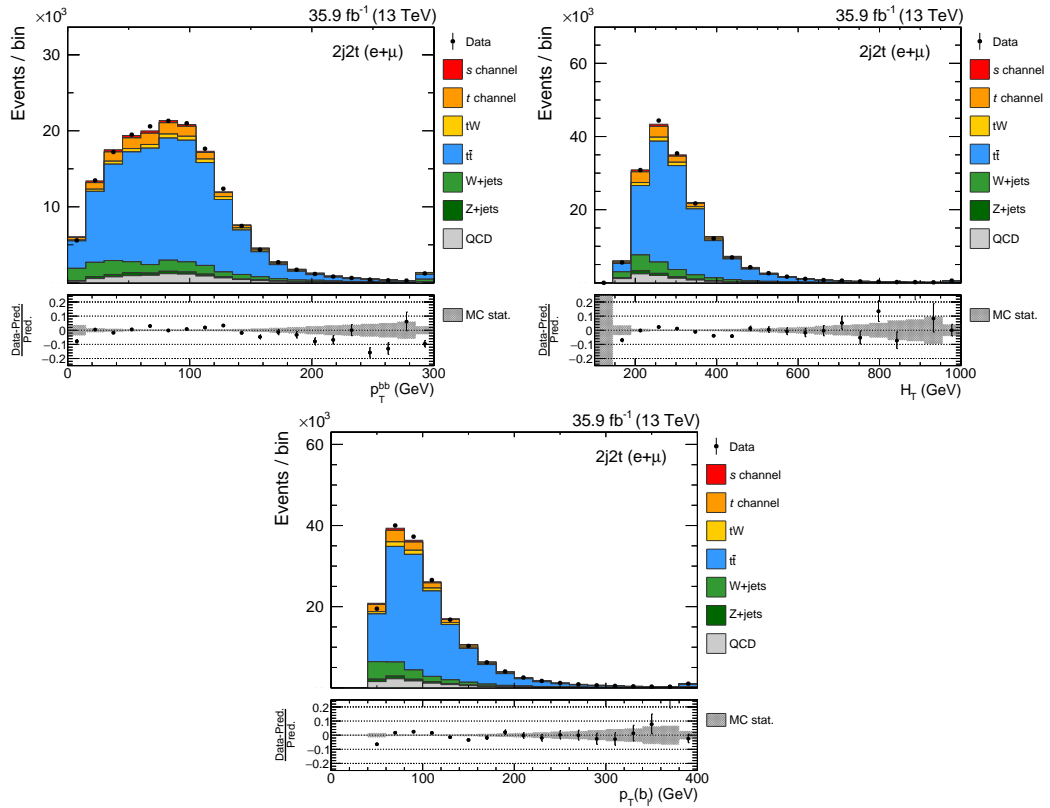 ×10³ 35.9 fb⁻¹ (13 TeV)
Events / bin
30
20
10
2j2t (e+μ)
Data
s channel
t channel
tW
tt̄
W+jets
Z+jets
QCD
Data-Pred.
Pred.
0.2
0.1
0
−0.1
−0.2
MC stat.
0 100 200 300
p_T^bb (GeV)
×10³ 35.9 fb⁻¹ (13 TeV)
Events / bin
60
40
20
2j2t (e+μ)
Data
s channel
t channel
tW
tt̄
W+jets
Z+jets
QCD
Data-Pred.
Pred.
0.2
0.1
0
−0.1
−0.2
MC stat.
200 400 600 800 1000
H_T (GeV)
×10³ 35.9 fb⁻¹ (13 TeV)
Events / bin
60
40
20
2j2t (e+μ)
Data
s channel
t channel
tW
tt̄
W+jets
Z+jets
QCD
Data-Pred.
Pred.
0.2
0.1
0
−0.1
−0.2
MC stat.
0 100 200 300 400
p_T(b_l) (GeV)